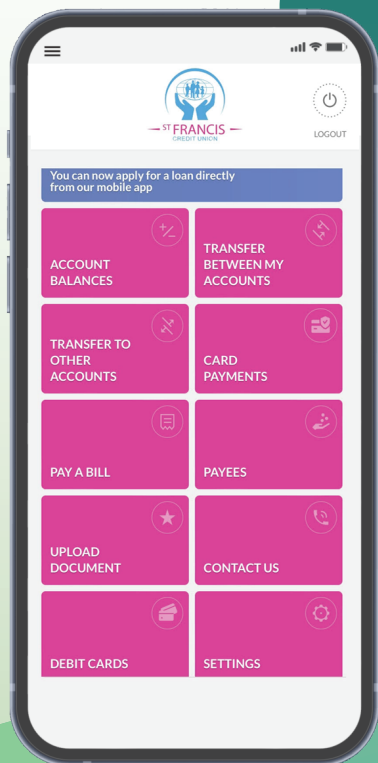 ST FRANCIS
CREDIT UNION
LOGOUT
You can now apply for a loan directly
from our mobile app
ACCOUNT
BALANCES
TRANSFER
BETWEEN MY
ACCOUNTS
TRANSFER TO
OTHER
ACCOUNTS
CARD
PAYMENTS
PAY A BILL
PAYEES
UPLOAD
DOCUMENT
CONTACT US
DEBIT CARDS
SETTINGS